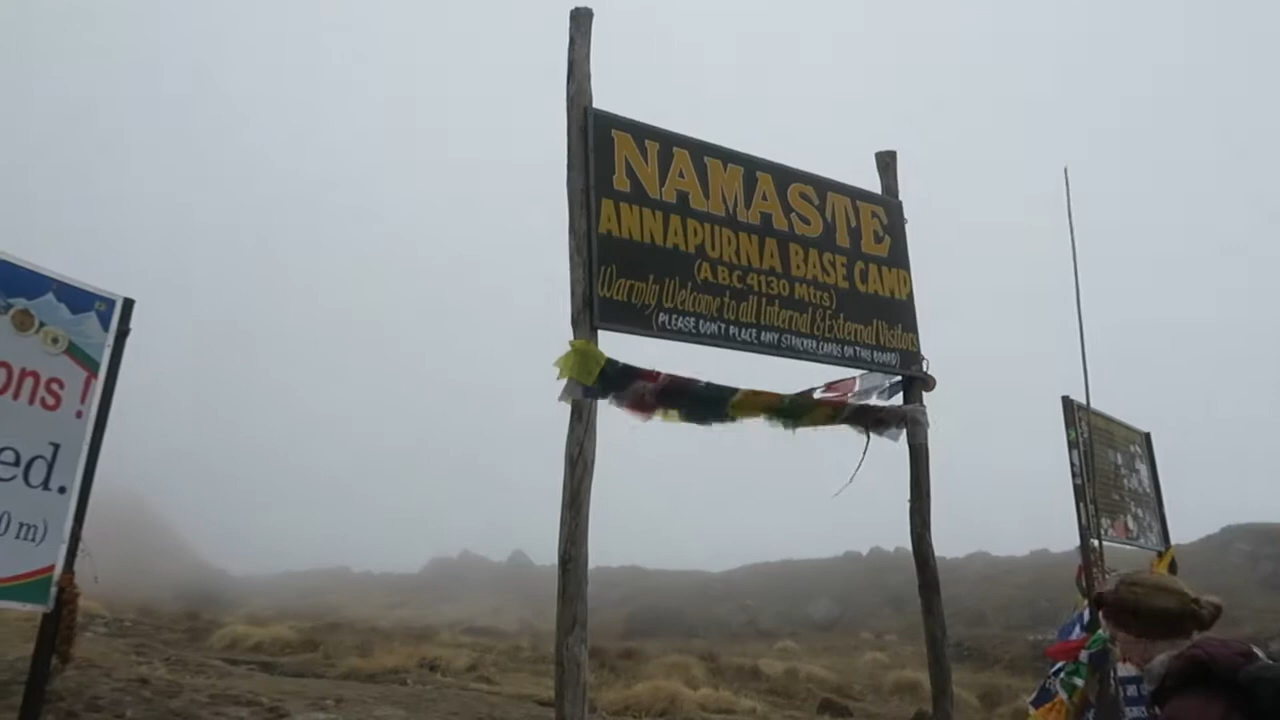 ons !
ed.
0 m)
NAMASTE
ANNAPURNA BASE CAMP
(A.B.C.4130 Mtrs)
Warmly Welcome to all Internal & External Visitors
(PLEASE DON'T PLACE ANY STRICKER, CARDS ON THIS BOARD)